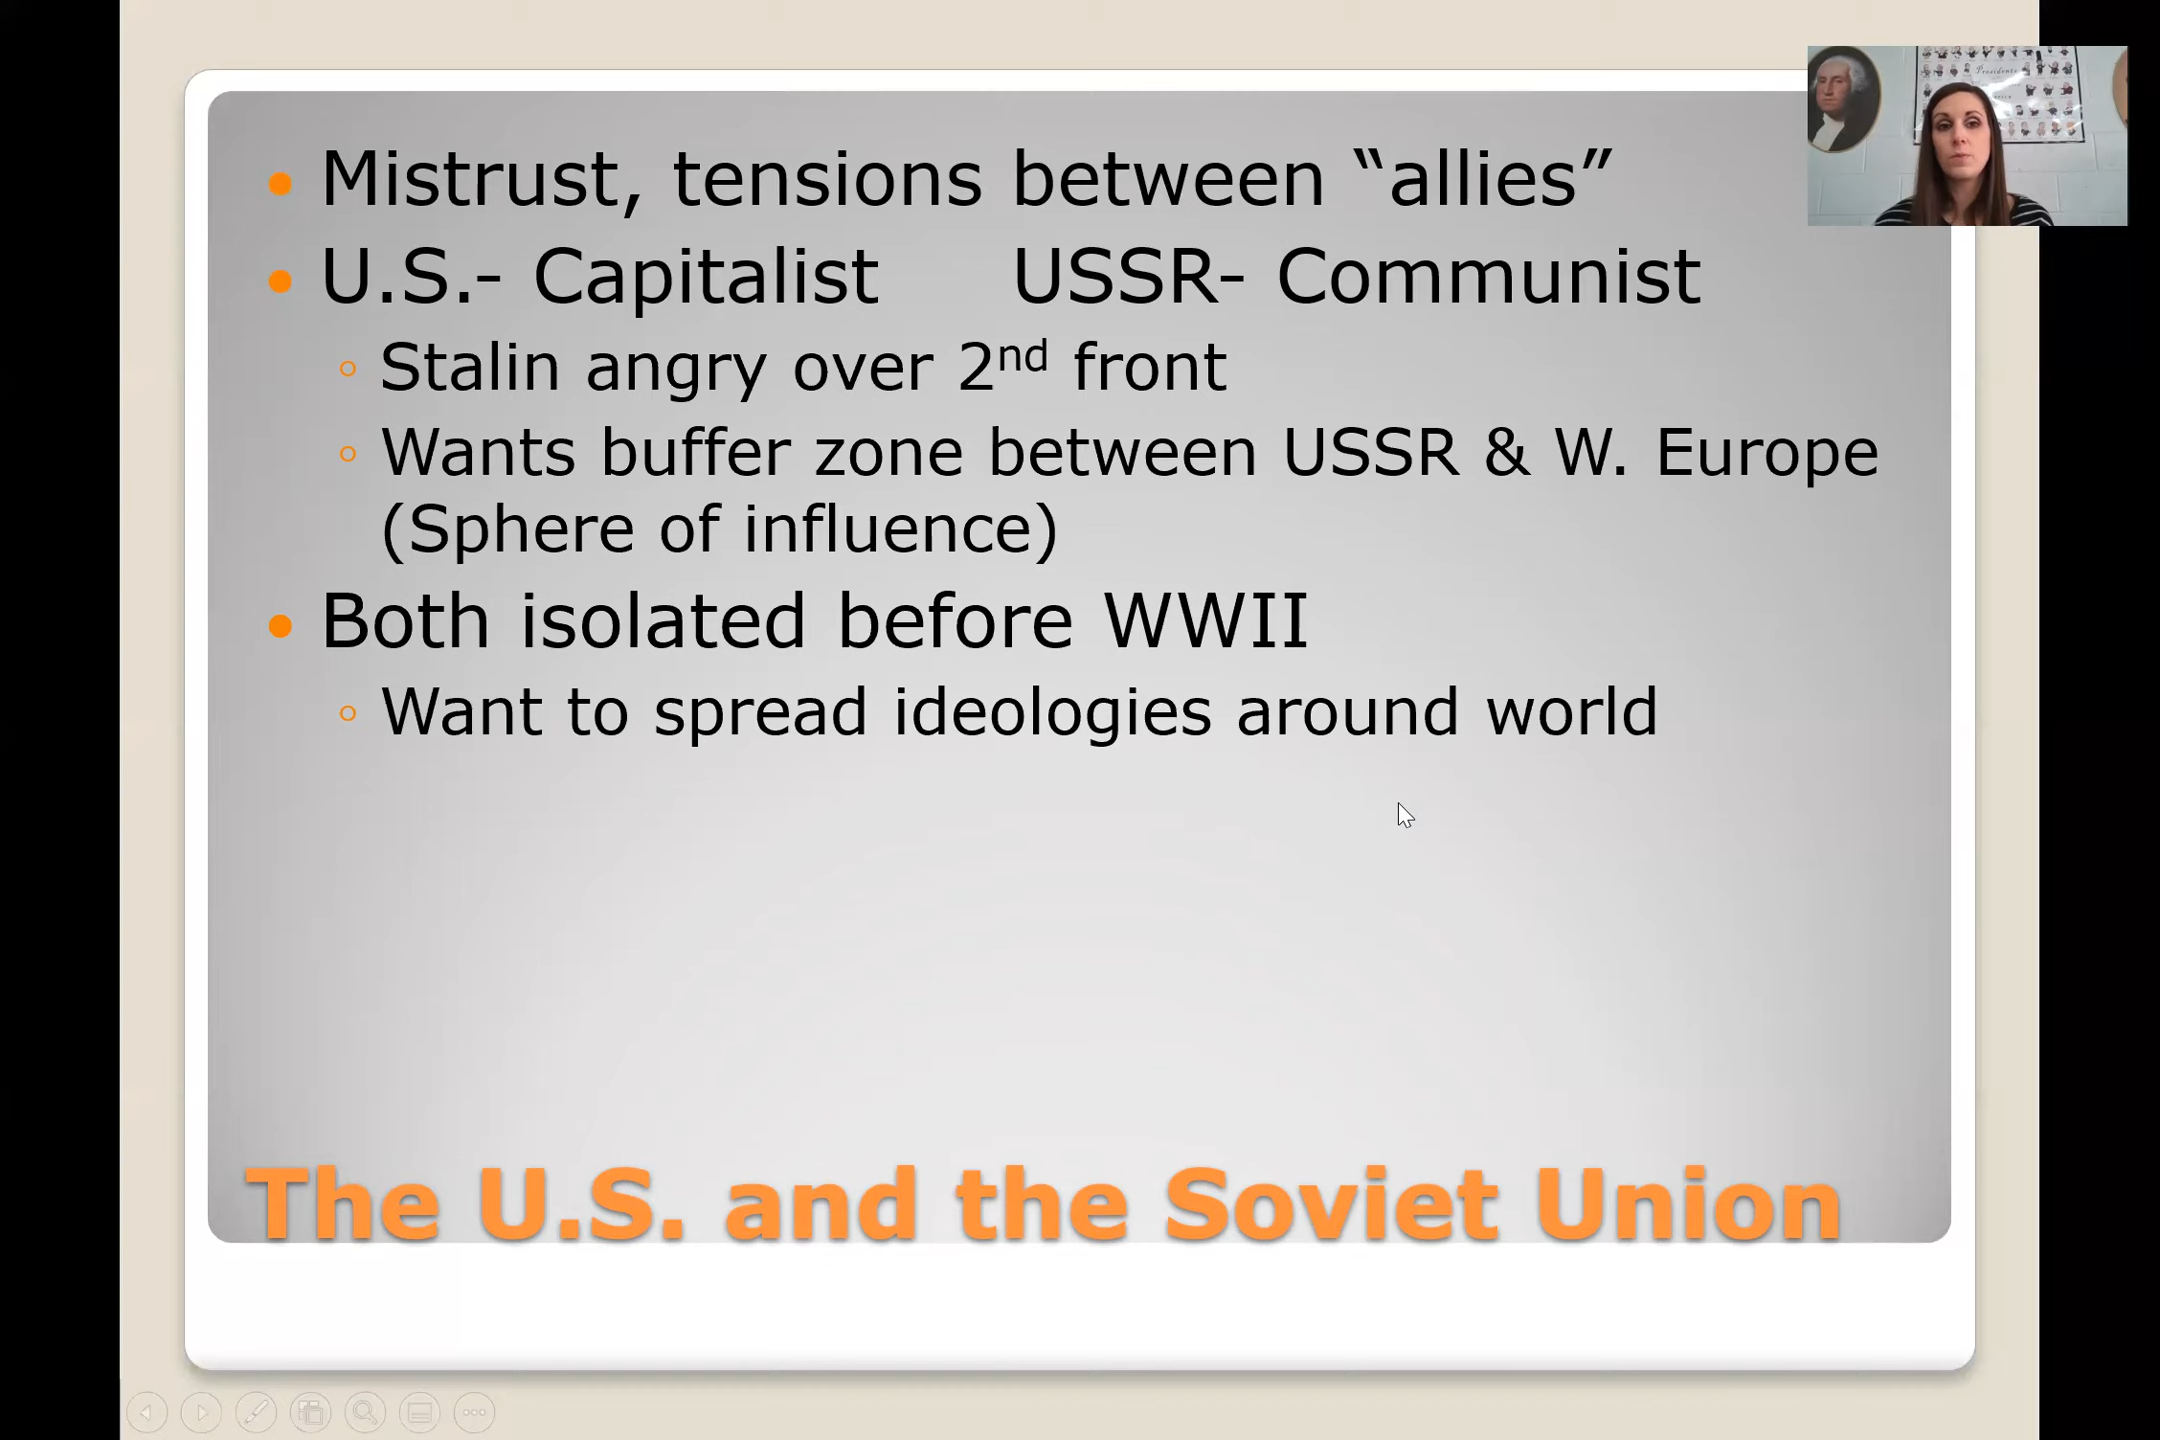 Mistrust, tensions between “allies”
U.S.- Capitalist USSR- Communist
Stalin angry over 2nd front
Wants buffer zone between USSR & W. Europe
(Sphere of influence)
Both isolated before WWII
Want to spread ideologies around world
The U.S. and the Soviet Union
Presidents